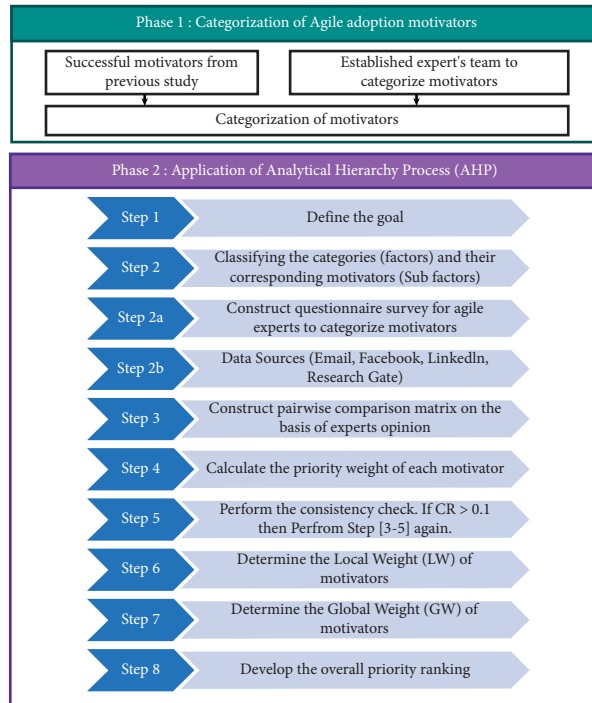 Phase 1 : Categorization of Agile adoption motivators
Successful motivators from
previous study
Established expert's team to
categorize motivators
Categorization of motivators
Phase 2 : Application of Analytical Hierarchy Process (AHP)
Step 1
Define the goal
Step 2
Classifying the categories (factors) and their
corresponding motivators (Sub factors)
Step 2a
Construct questionnaire survey for agile
experts to categorize motivators
Step 2b
Data Sources (Email, Facebook, LinkedIn,
Research Gate)
Step 3
Construct pairwise comparison matrix on the
basis of experts opinion
Step 4
Calculate the priority weight of each motivator
Step 5
Perform the consistency check. If CR > 0.1
then Perfrom Step [3-5] again.
Step 6
Determine the Local Weight (LW) of
motivators
Step 7
Determine the Global Weight (GW) of
motivators
Step 8
Develop the overall priority ranking